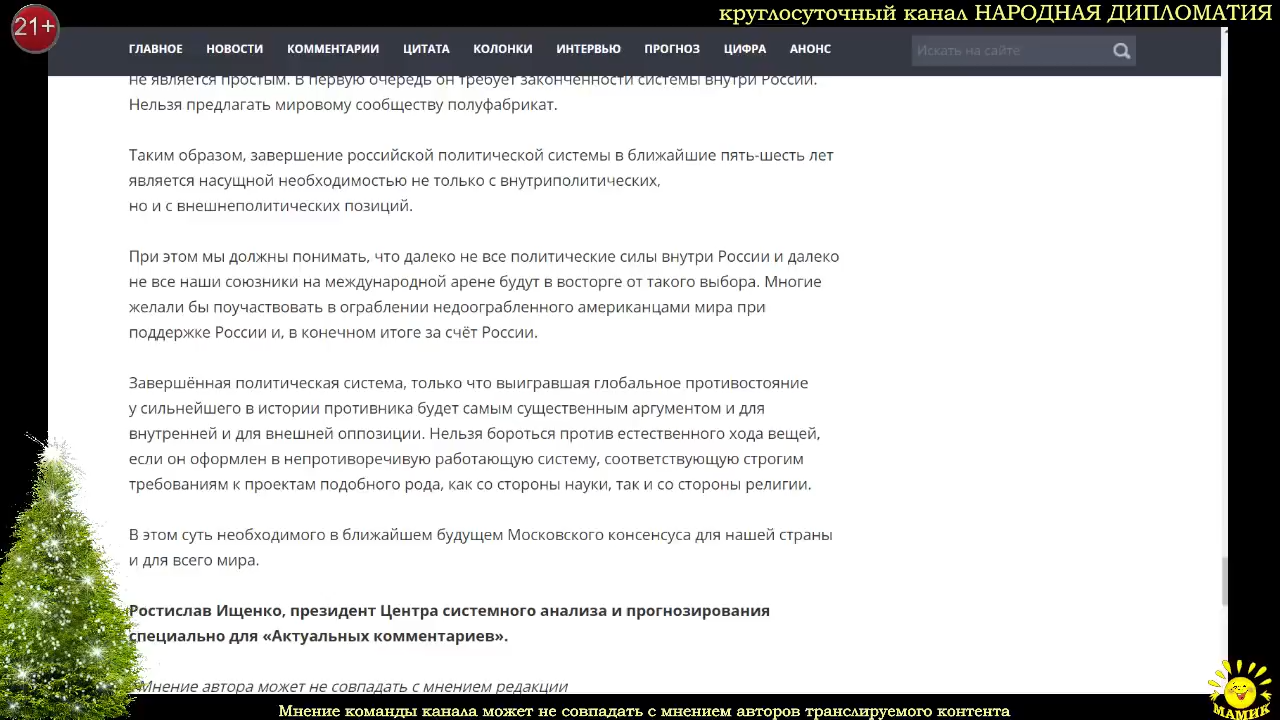 21+
круглосуточный канал НАРОДНАЯ ДИПЛОМАТИЯ
ГЛАВНОЕ НОВОСТИ КОММЕНТАРИИ ЦИТАТА КОЛОНКИ ИНТЕРВЬЮ ПРОГНОЗ ЦИФРА АНОНС Искать на сайте
не является простым. В первую очередь он требует законченности системы внутри России.
Нельзя предлагать мировому сообществу полуфабрикат.
Таким образом, завершение российской политической системы в ближайшие пять-шесть лет
является насущной необходимостью не только с внутриполитических,
но и с внешнеполитических позиций.
При этом мы должны понимать, что далеко не все политические силы внутри России и далеко
не все наши союзники на международной арене будут в восторге от такого выбора. Многие
желали бы поучаствовать в ограблении недоограбленного американцами мира при
поддержке России и, в конечном итоге за счёт России.
Завершённая политическая система, только что выигравшая глобальное противостояние
у сильнейшего в истории противника будет самым существенным аргументом и для
внутренней и для внешней оппозиции. Нельзя бороться против естественного хода вещей,
если он оформлен в непротиворечивую работающую систему, соответствующую строгим
требованиям к проектам подобного рода, как со стороны науки, так и со стороны религии.
В этом суть необходимого в ближайшем будущем Московского консенсуса для нашей страны
и для всего мира.
Ростислав Ищенко, президент Центра системного анализа и прогнозирования
специально для «Актуальных комментариев».
Мнение автора может не совпадать с мнением редакции
МАМИК
Мнение команды канала может не совпадать с мнением авторов транслируемого контента